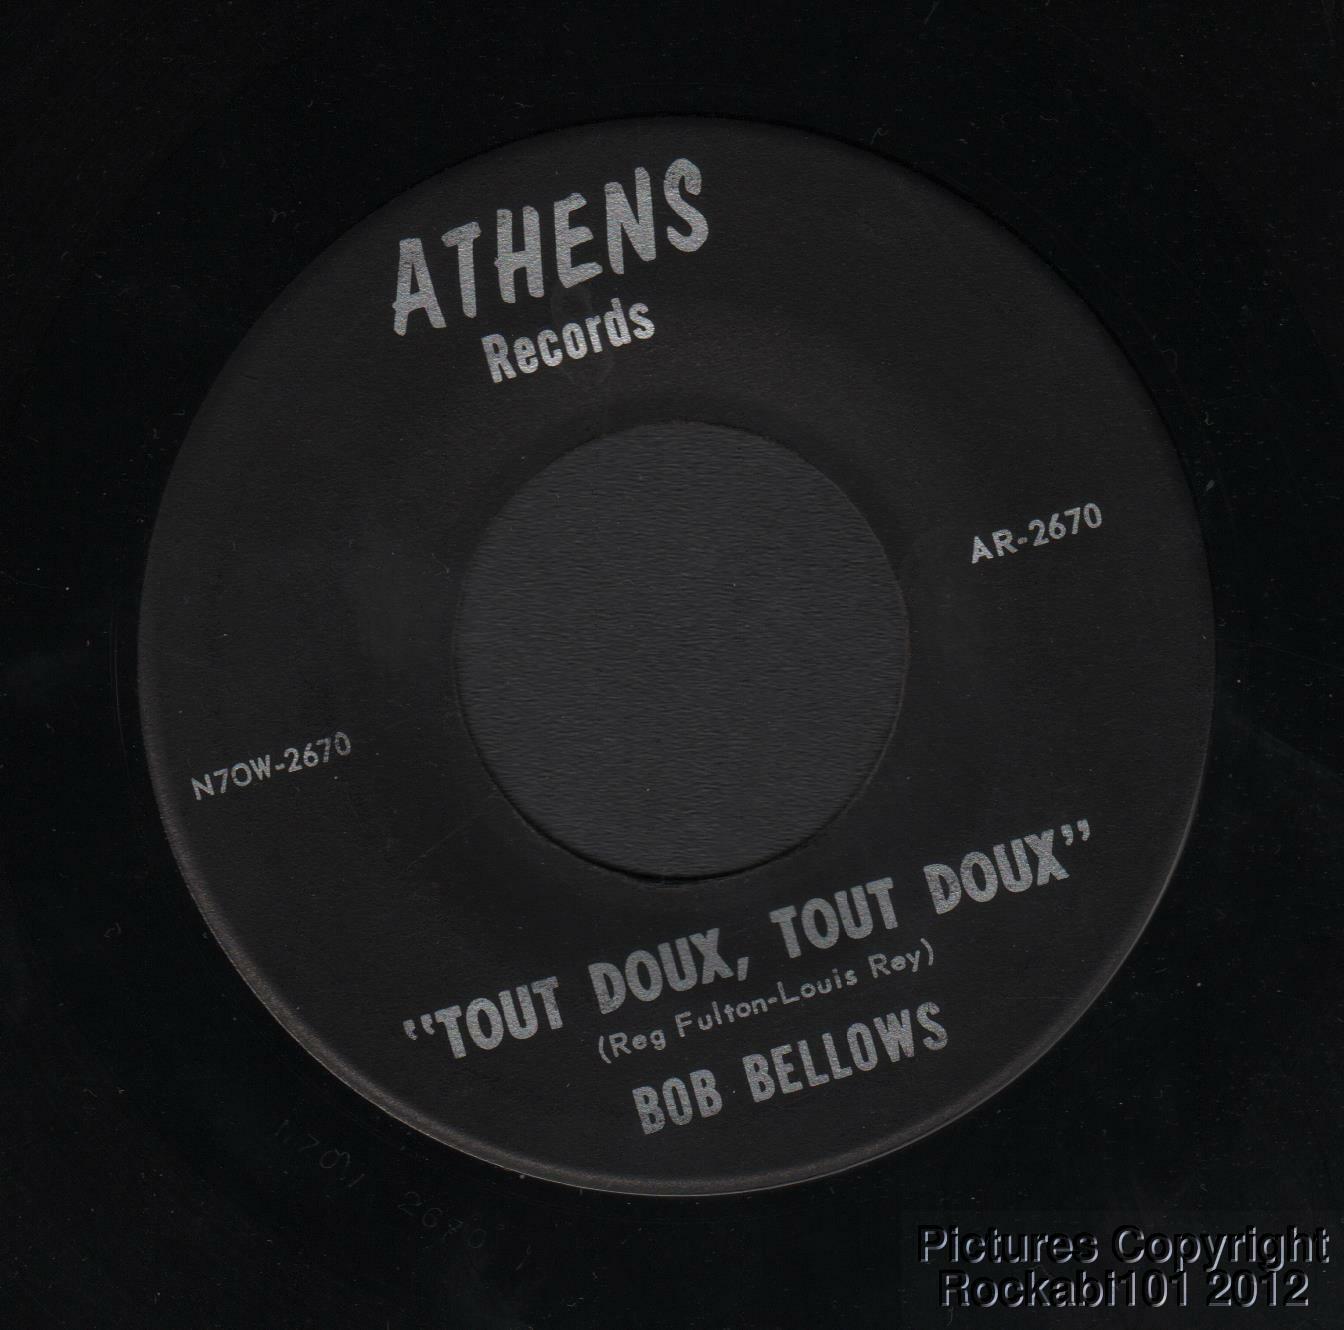 ATHENS
Records
AR-2670
N7OW-2670
“TOUT DOUX, TOUT DOUX”
(Reg Fulton-Louis Rey)
BOB BELLOWS
2670
Pictures Copyright
Rockabi101 2012